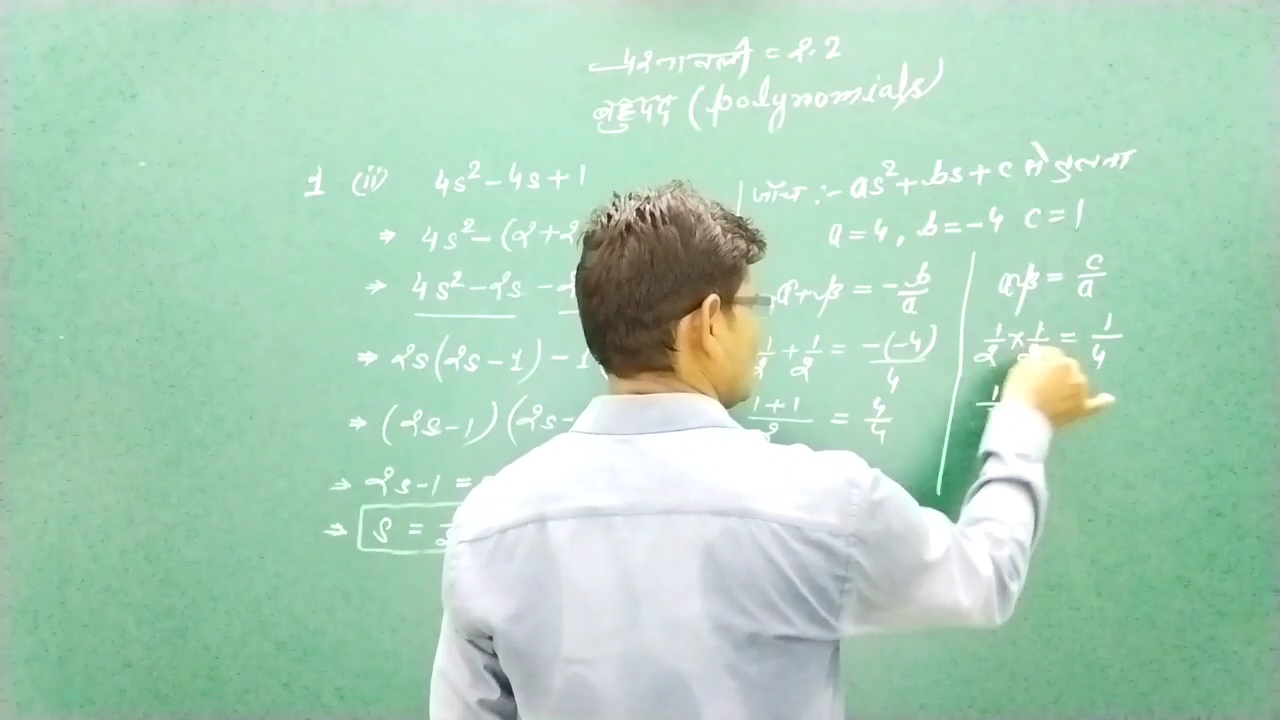 प्रश्नावली = 2.2
बहुपद (polynomials)
1 (ii) 4s² - 4s + 1
⇒ 4s² - (2+2
⇒ 4s² - 2s - 2
⇒ 2s(2s - 1) - 1
⇒ (2s - 1) (2s -
⇒ 2s - 1 =
⇒ s =
जाँच :- as² + bs + c से तुलना
a = 4, b = -4 c = 1
α + β = -b/a
1/2 + 1/2 = -(-4)/4
1+1/2 = 4/4
αβ = c/a
1/2 × 1/2 = 1/4